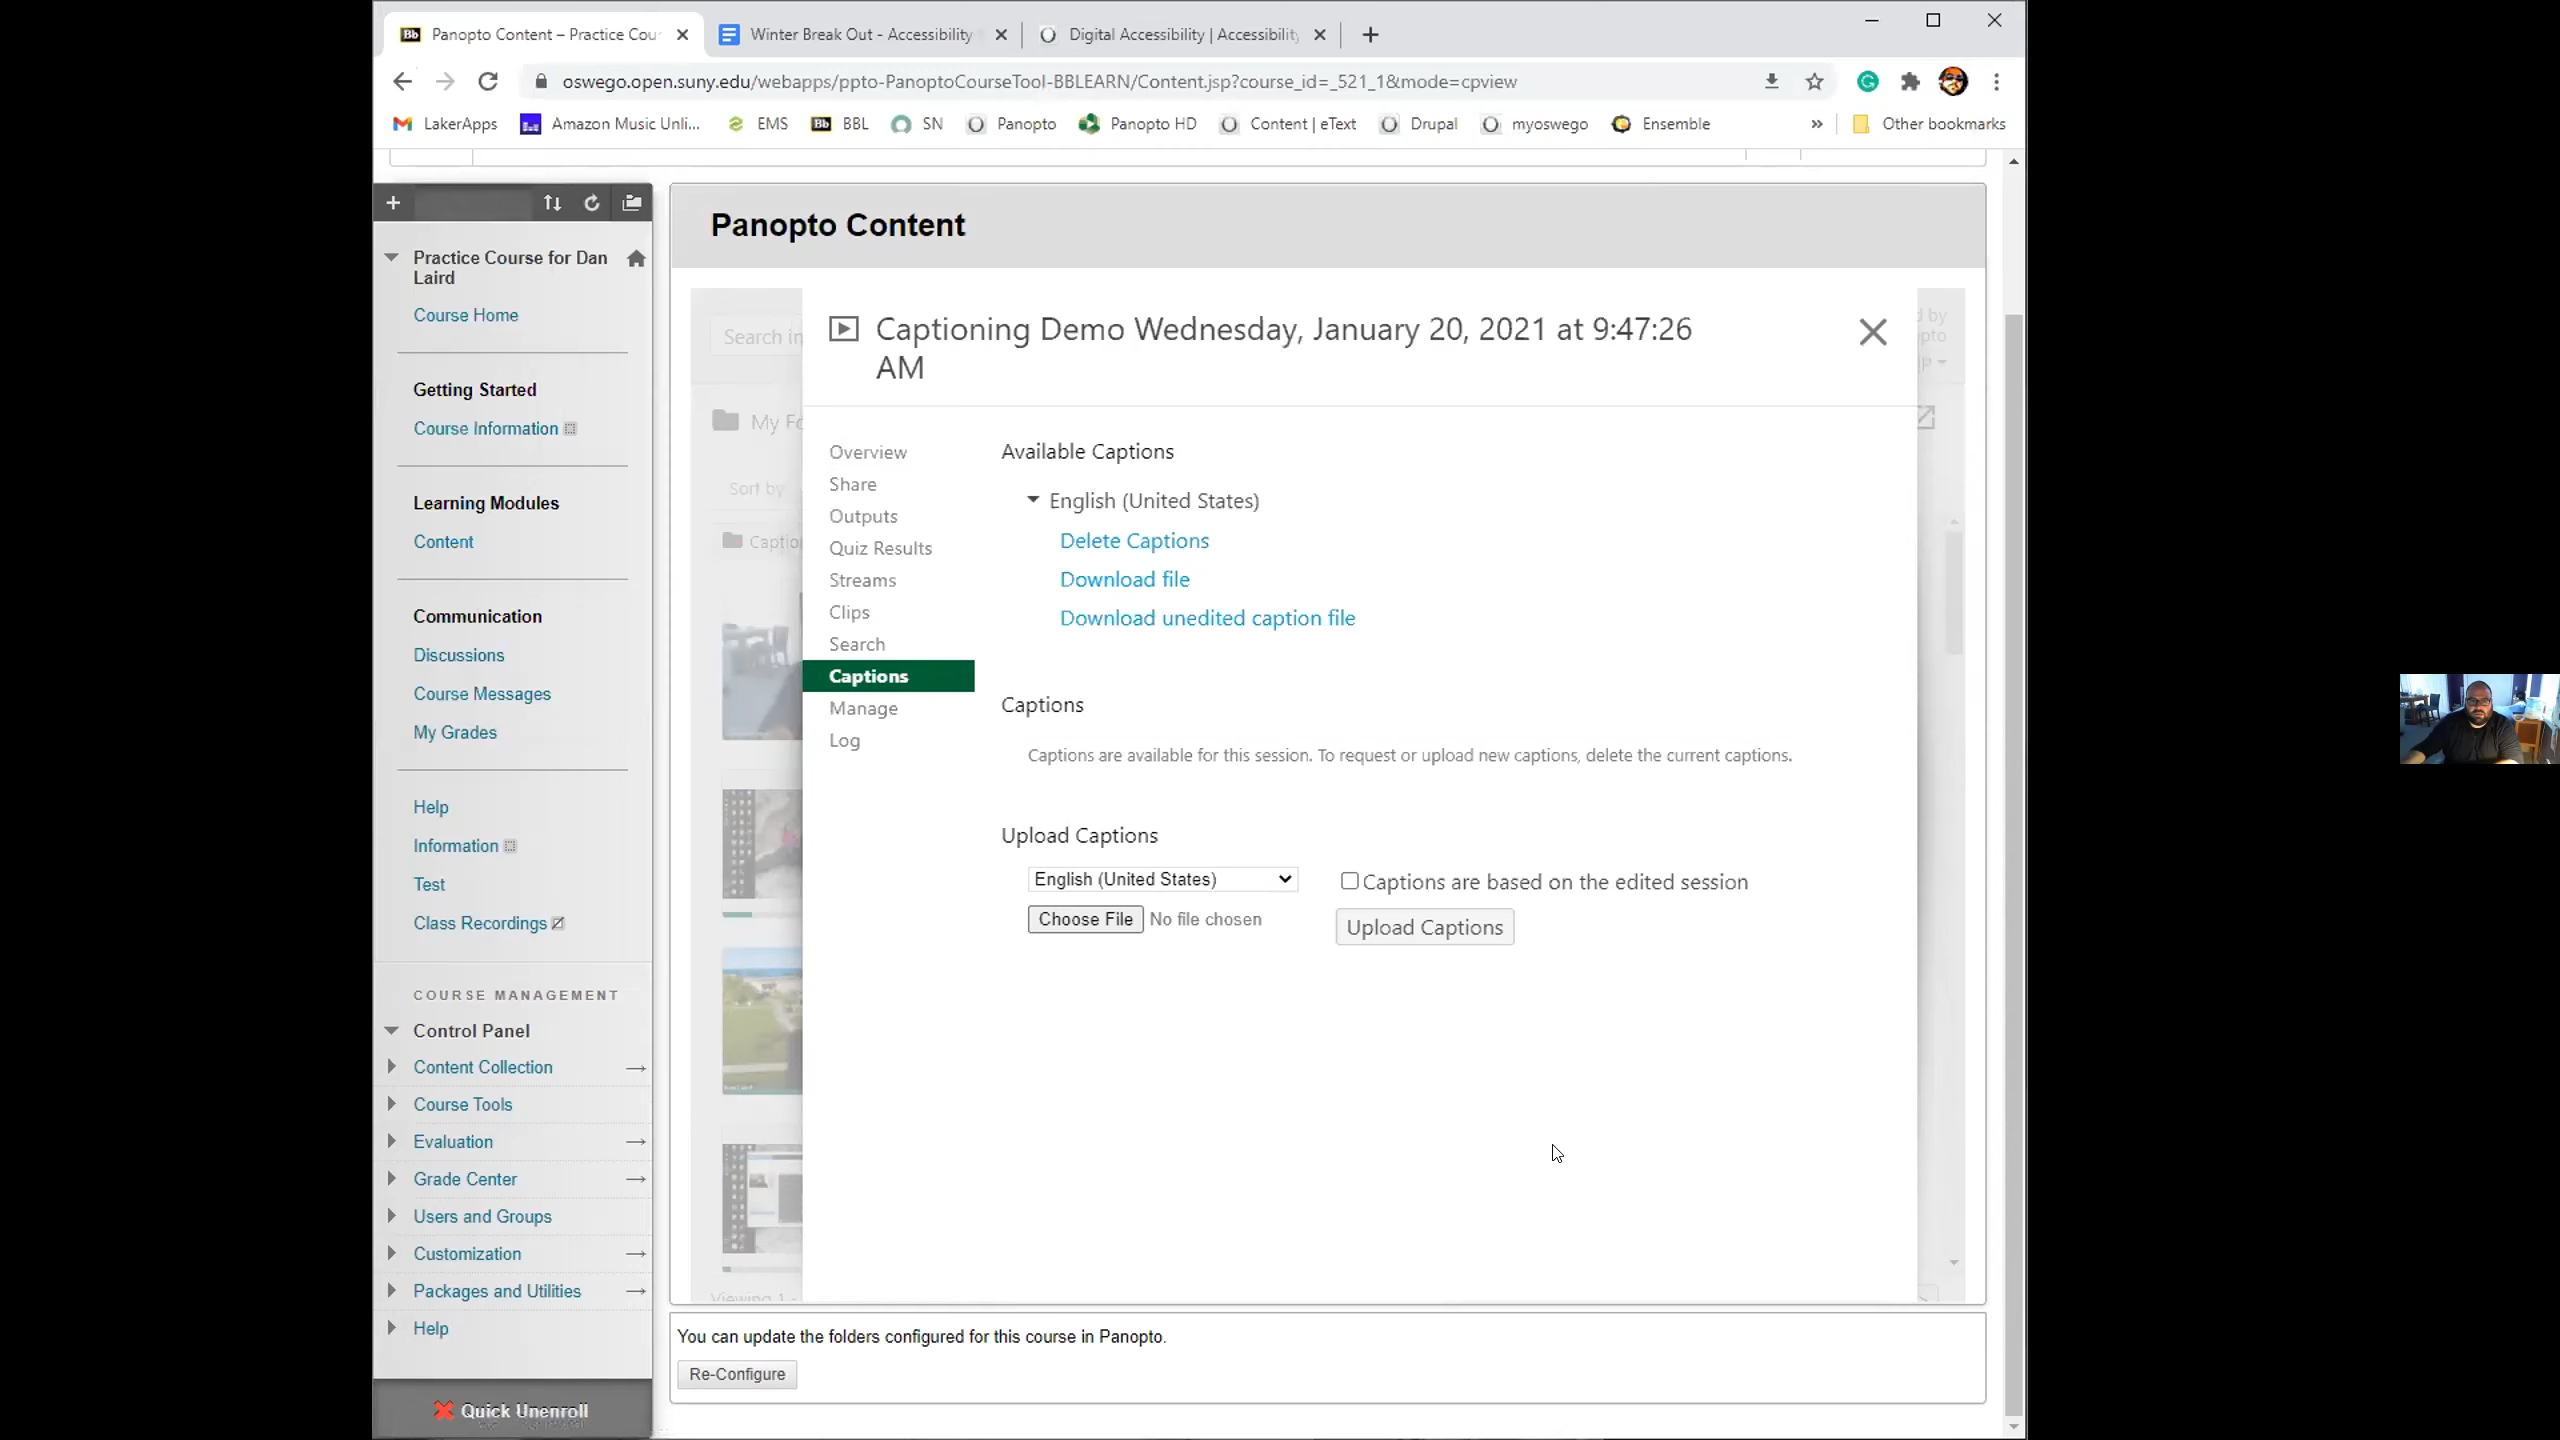 Panopto Content – Practice Cou
Winter Break Out - Accessibility
Digital Accessibility | Accessibility
oswego.open.suny.edu/webapps/ppto-PanoptoCourseTool-BBLEARN/Content.jsp?course_id=_521_1&mode=cpview
LakerApps
Amazon Music Unli...
EMS
BBL
SN
Panopto
Panopto HD
Content | eText
Drupal
myoswego
Ensemble
»
Other bookmarks
Practice Course for Dan
Laird
Course Home
Getting Started
Course Information
Learning Modules
Content
Communication
Discussions
Course Messages
My Grades
Help
Information
Test
Class Recordings
COURSE MANAGEMENT
Control Panel
Content Collection
Course Tools
Evaluation
Grade Center
Users and Groups
Customization
Packages and Utilities
Help
Quick Unenroll
Panopto Content
Search in
My Fo
Sort by
Captio
Captioning Demo Wednesday, January 20, 2021 at 9:47:26
AM
Overview
Share
Outputs
Quiz Results
Streams
Clips
Search
Captions
Manage
Log
Available Captions
English (United States)
Delete Captions
Download file
Download unedited caption file
Captions
Captions are available for this session. To request or upload new captions, delete the current captions.
Upload Captions
English (United States)
Captions are based on the edited session
Choose File No file chosen
Upload Captions
You can update the folders configured for this course in Panopto.
Re-Configure